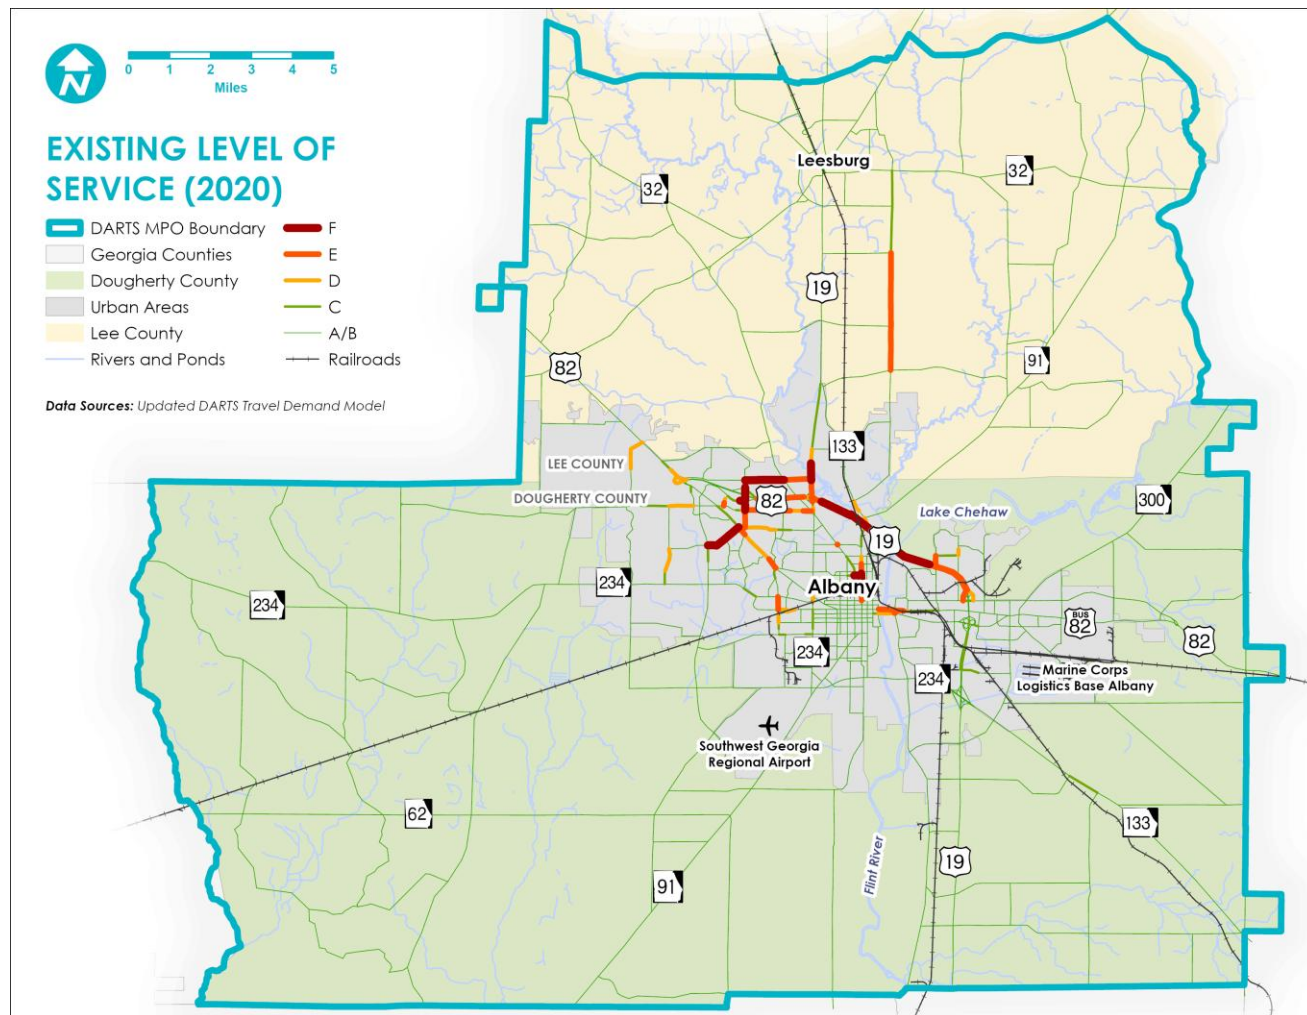 N
0 1 2 3 4 5
Miles
EXISTING LEVEL OF
SERVICE (2020)
DARTS MPO Boundary
F
Georgia Counties
E
Dougherty County
D
Urban Areas
C
Lee County
A/B
Rivers and Ponds
Railroads
Data Sources: Updated DARTS Travel Demand Model
Leesburg
32
32
19
82
91
133
LEE COUNTY
DOUGHERTY COUNTY
82
300
Lake Chehaw
19
234
234
Albany
BUS
82
82
234
234
Marine Corps
Logistics Base Albany
Southwest Georgia
Regional Airport
62
133
Flint River
19
91